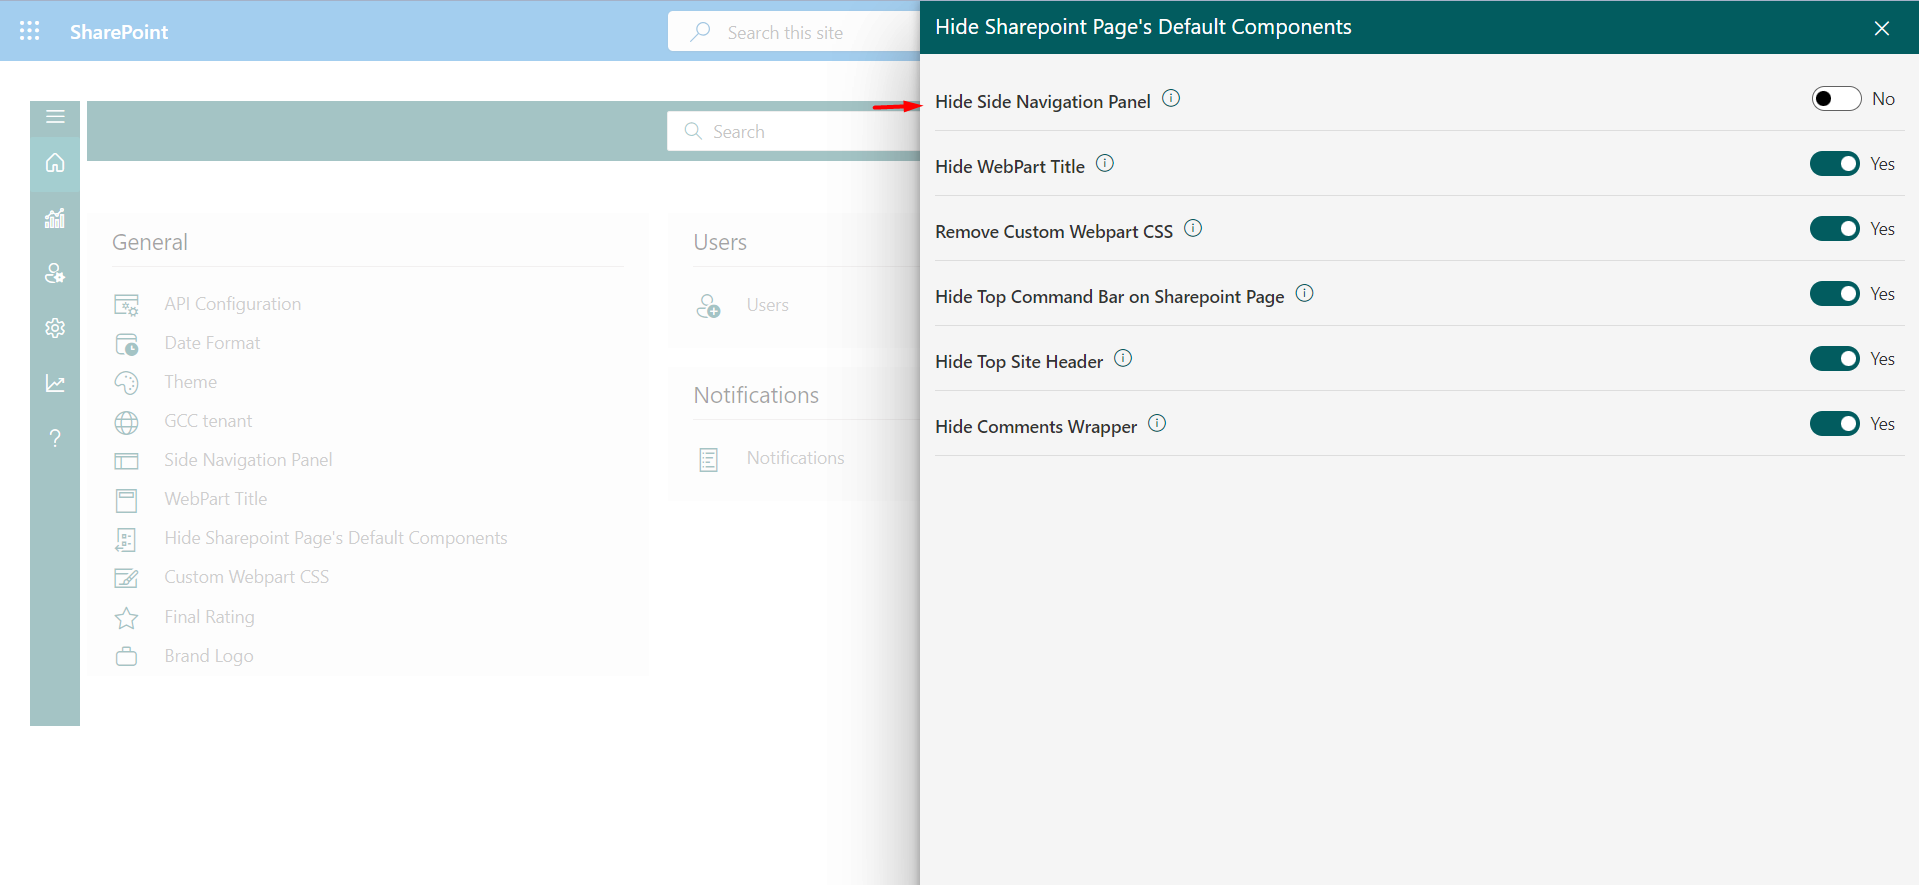 SharePoint
Search this site
Search
General
API Configuration
Date Format
Theme
GCC tenant
Side Navigation Panel
WebPart Title
Hide Sharepoint Page's Default Components
Custom Webpart CSS
Final Rating
Brand Logo
Users
Users
Notifications
Notifications
Hide Sharepoint Page's Default Components
Hide Side Navigation Panel No
Hide WebPart Title Yes
Remove Custom Webpart CSS Yes
Hide Top Command Bar on Sharepoint Page Yes
Hide Top Site Header Yes
Hide Comments Wrapper Yes